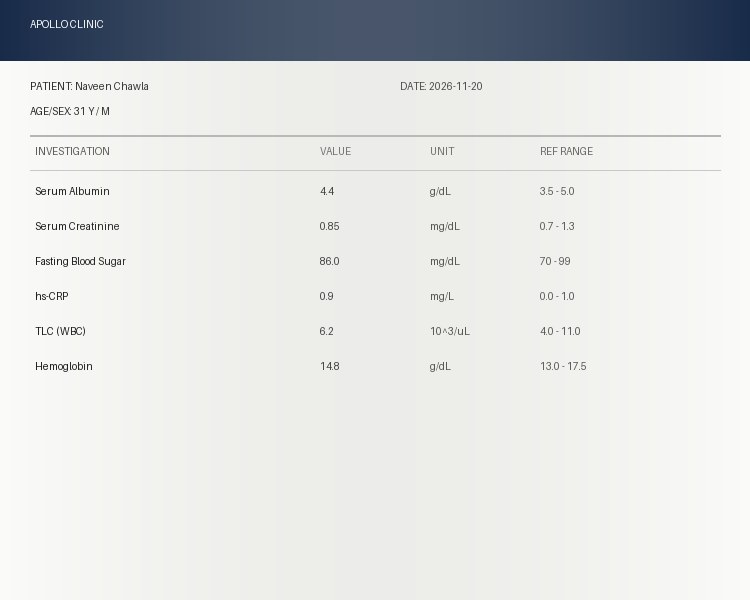 APOLLO CLINIC
PATIENT: Naveen Chawla DATE: 2026-11-20
AGE/SEX: 31 Y / M
INVESTIGATION VALUE UNIT REF RANGE
Serum Albumin 4.4 g/dL 3.5 - 5.0
Serum Creatinine 0.85 mg/dL 0.7 - 1.3
Fasting Blood Sugar 86.0 mg/dL 70 - 99
hs-CRP 0.9 mg/L 0.0 - 1.0
TLC (WBC) 6.2 10^3/uL 4.0 - 11.0
Hemoglobin 14.8 g/dL 13.0 - 17.5